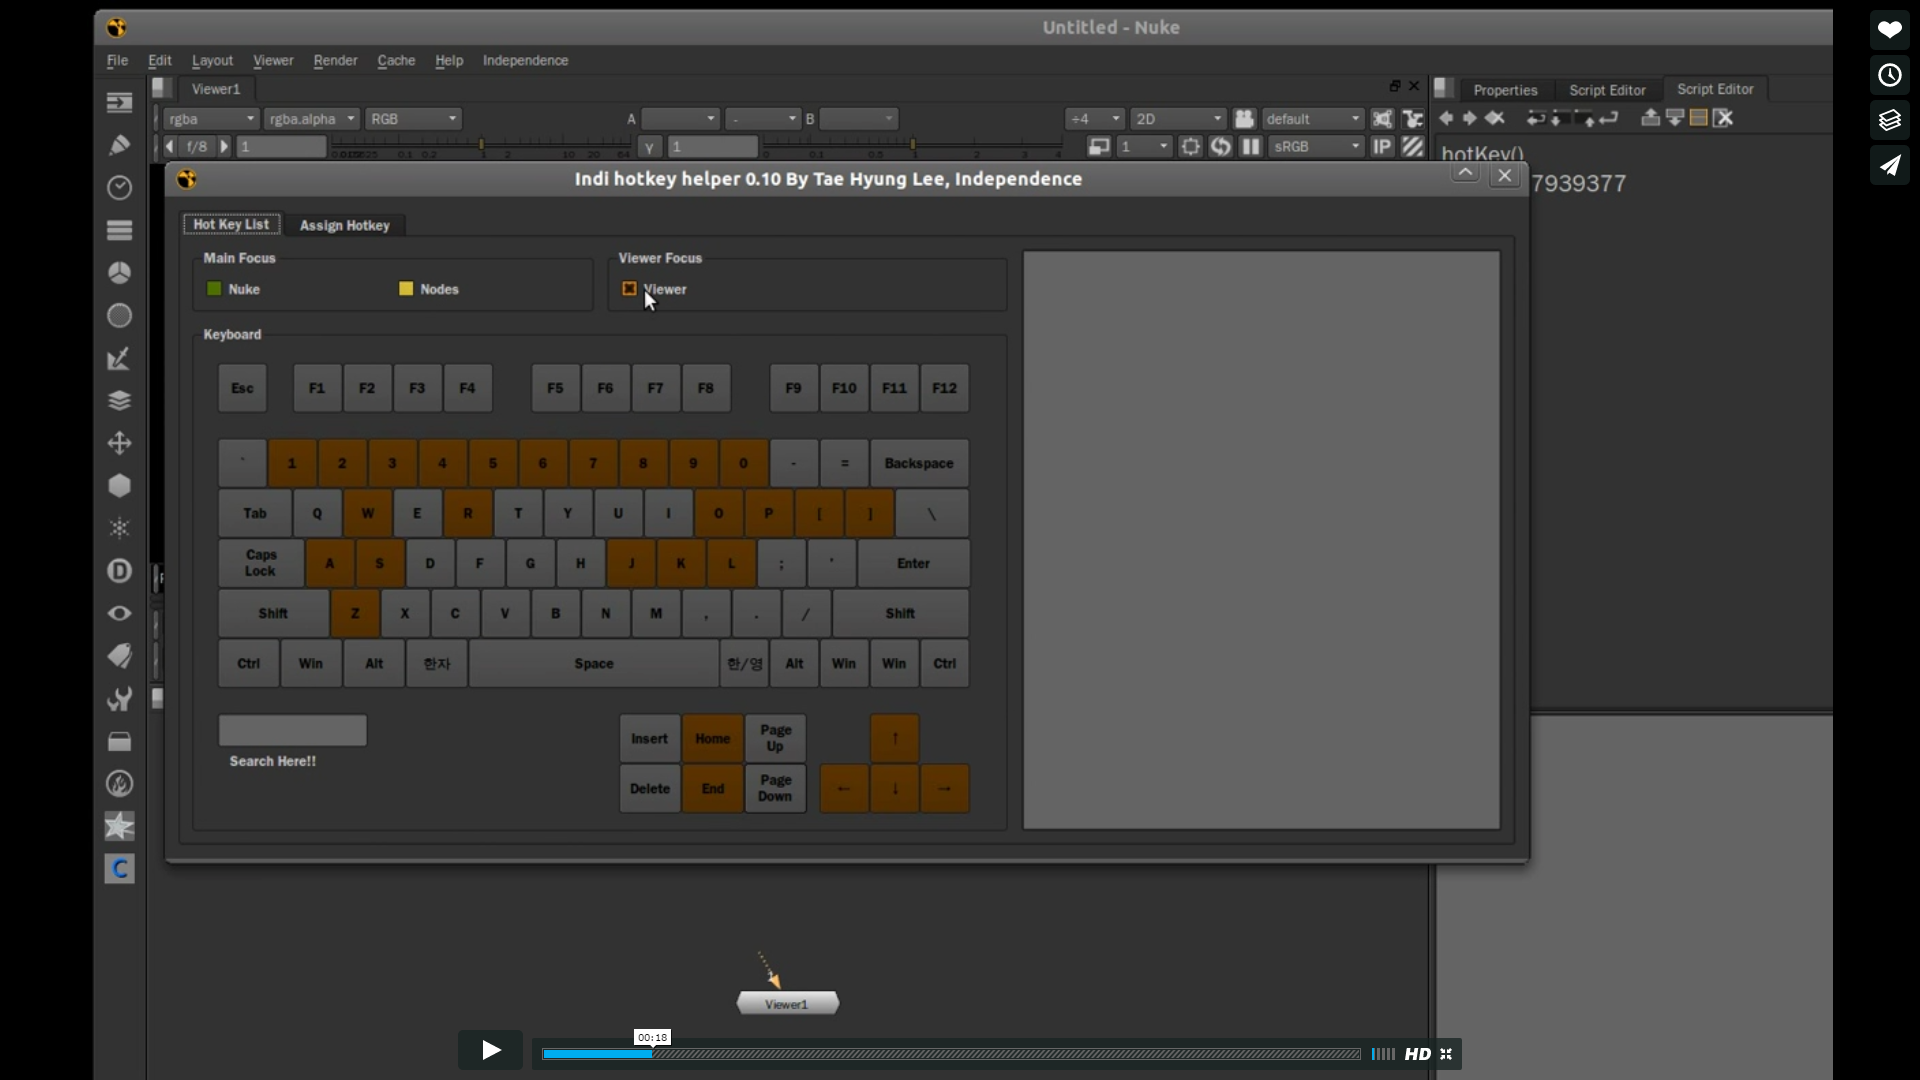 Untitled - Nuke
File Edit Layout Viewer Render Cache Help Independence
Viewer1
Properties Script Editor Script Editor
rgba rgba.alpha RGB A - B ÷4 2D default
f/8 1 γ 1 1 sRGB IP
hotKey()
7939377
Indi hotkey helper 0.10 By Tae Hyung Lee, Independence
Hot Key List Assign Hotkey
Main Focus Viewer Focus
Nuke Nodes Viewer
Keyboard
Esc F1 F2 F3 F4 F5 F6 F7 F8 F9 F10 F11 F12
` 1 2 3 4 5 6 7 8 9 0 - = Backspace
Tab Q W E R T Y U I O P [ ] \
Caps Lock A S D F G H J K L ; ' Enter
Shift Z X C V B N M , . / Shift
Ctrl Win Alt 한자 Space 한/영 Alt Win Win Ctrl
Search Here!!
Insert Home Page Up ↑
Delete End Page Down ← ↓ →
Viewer1
00:18
HD